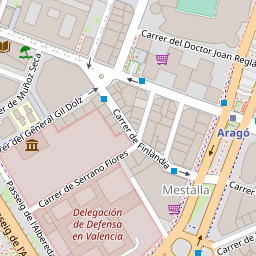 Carrer del Doctor Joan Reglà
Carrer de Muñoz Seca
Carrer del General Gil Dolz
Aragó
Carrer de Finlàndia
Carrer de Serrano Flores
Mestalla
Passeig de l'Albereda
Delegación
de Defensa
en Valencia